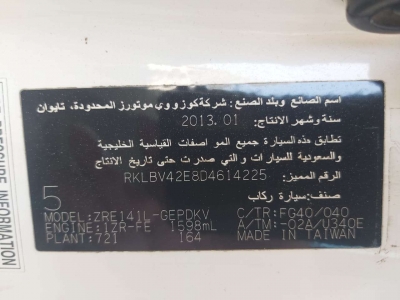 اسم الصانع وبلد الصنع: شركة كوزووي موتورز المحدودة، تايوان
سنة وشهر الانتاج: 2013.01
تطابق هذه السيارة جميع المواصفات القياسية الخليجية
والسعودية للسيارات والتي صدرت حتى تاريخ الانتاج
الرقم المميز: RKLBV42E8D4614225
صنف: سيارة ركاب
5
MODEL:ZRE141L-GEPDKV C/TR:FG40/040
ENGINE:1ZR-FE 1598mL A/TM:-02A/U340E
PLANT:721 164 MADE IN TAIWAN
INFORMATION